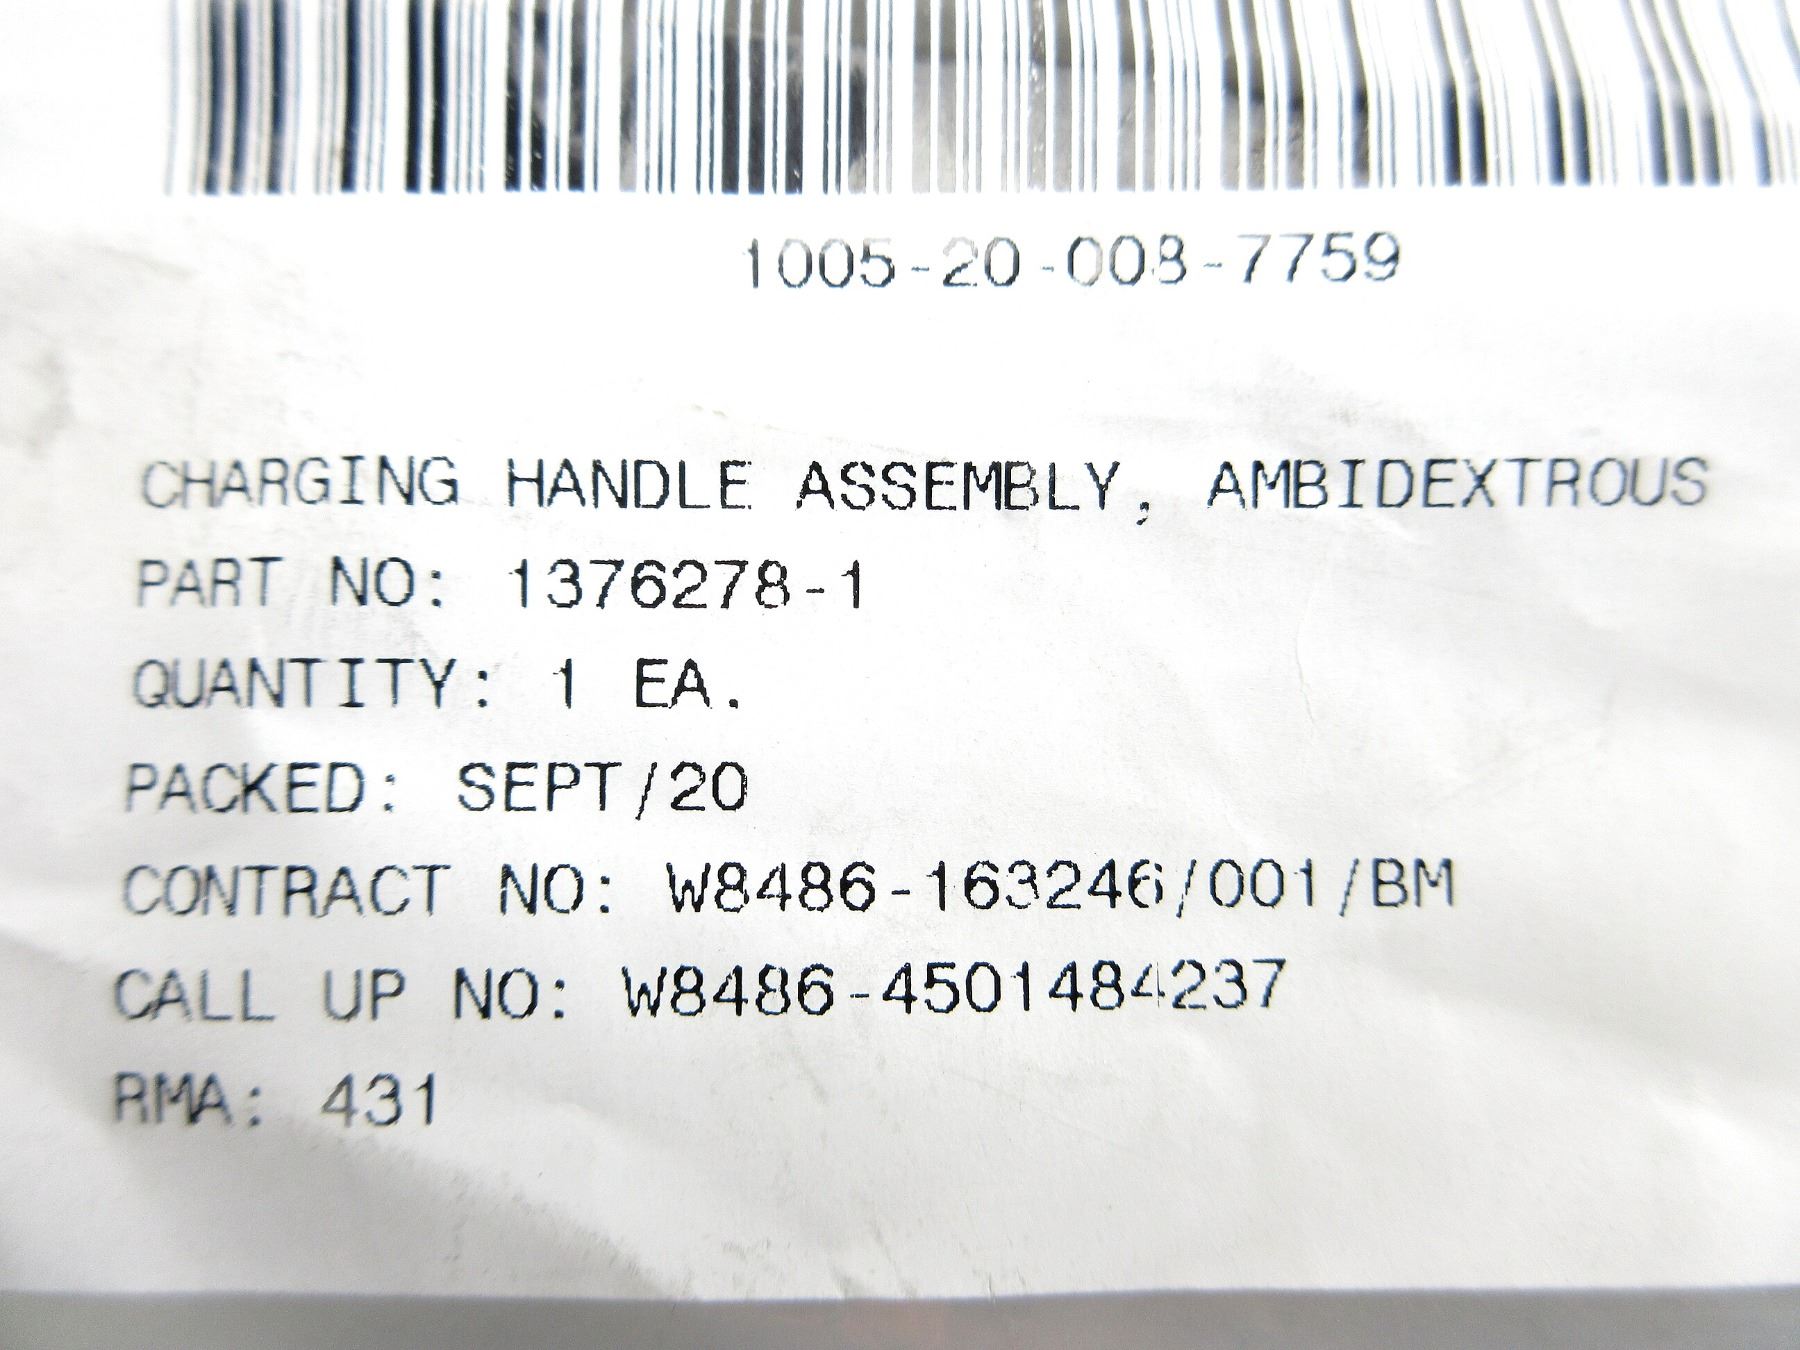 1005-20-008-7759
CHARGING HANDLE ASSEMBLY, AMBIDEXTROUS
PART NO: 1376278-1
QUANTITY: 1 EA.
PACKED: SEPT/20
CONTRACT NO: W8486-163246/001/BM
CALL UP NO: W8486-4501484237
RMA: 431